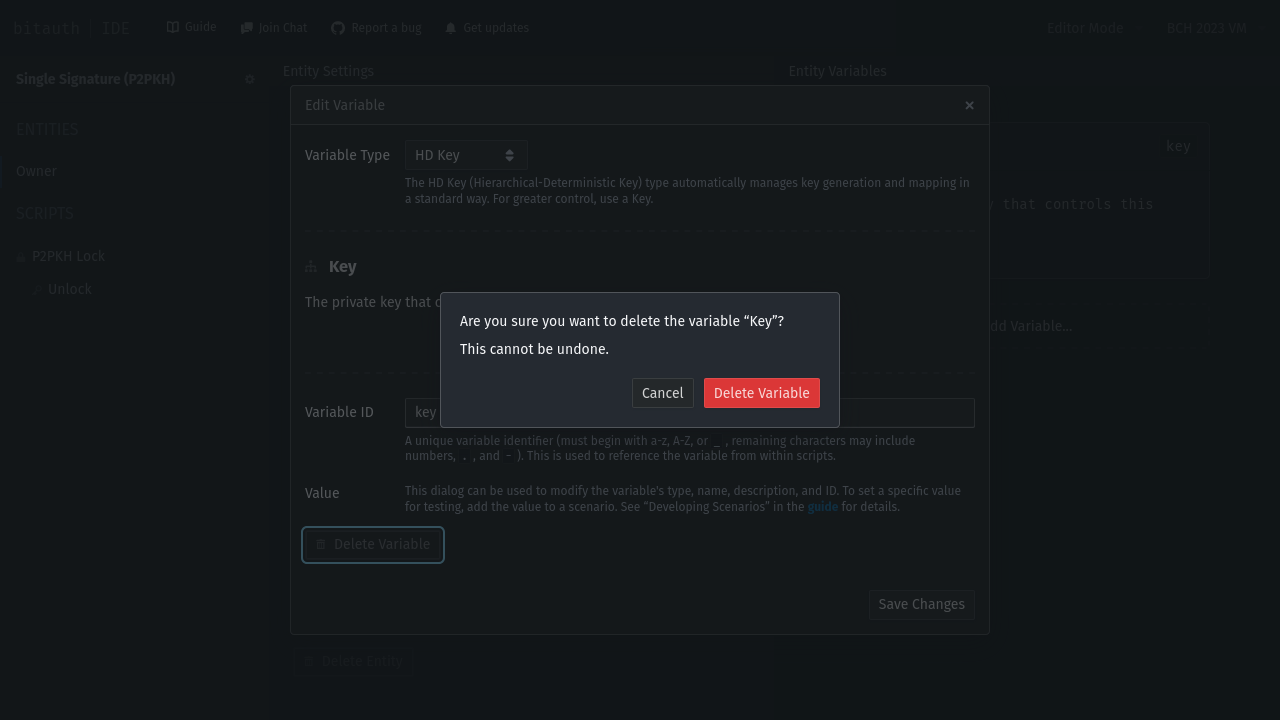 bitauth | IDE Guide Join Chat Report a bug Get updates Editor Mode BCH 2023 VM
Single Signature (P2PKH)
ENTITIES
Owner
SCRIPTS
P2PKH Lock
Unlock
Entity Settings
Entity Variables
key
that controls this
dd Variable...
Edit Variable
Variable Type HD Key
The HD Key (Hierarchical-Deterministic Key) type automatically manages key generation and mapping in
a standard way. For greater control, use a Key.
Key
The private key that
Are you sure you want to delete the variable “Key”?
This cannot be undone.
Cancel Delete Variable
Variable ID key
A unique variable identifier (must begin with a-z, A-Z, or _ , remaining characters may include
numbers, . , and - ). This is used to reference the variable from within scripts.
Value
This dialog can be used to modify the variable's type, name, description, and ID. To set a specific value
for testing, add the value to a scenario. See “Developing Scenarios” in the guide for details.
Delete Variable
Save Changes
Delete Entity